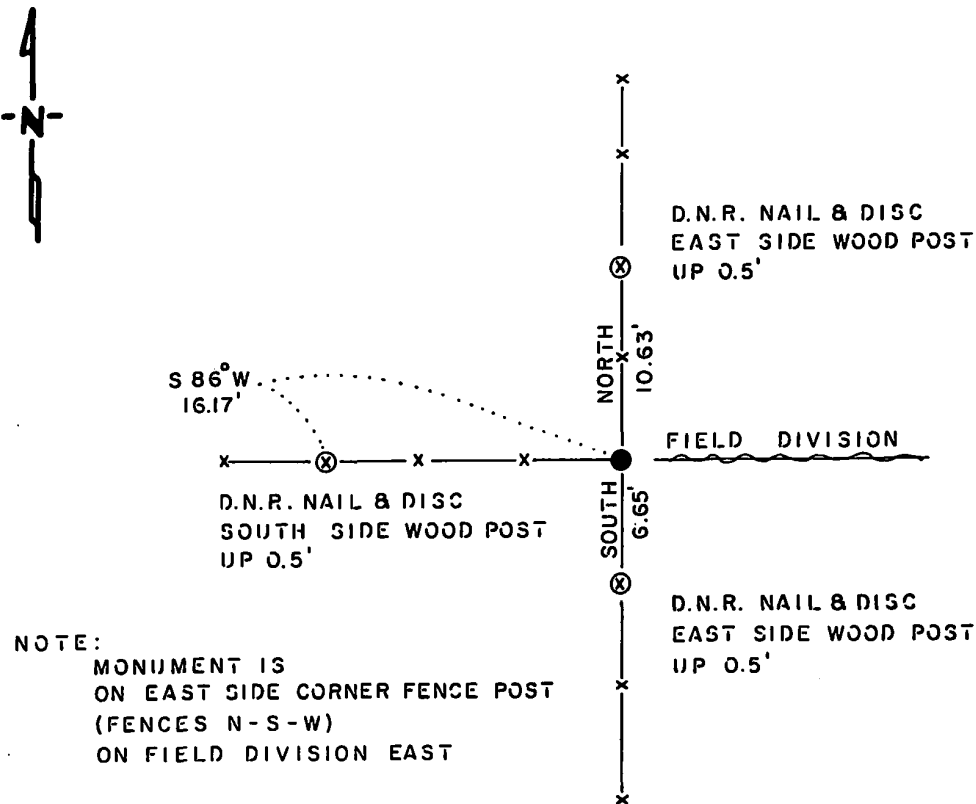 -N-
D.N.R. NAIL & DISC
EAST SIDE WOOD POST
UP 0.5'
NORTH
10.63'
S 86° W
16.17'
FIELD DIVISION
D.N.R. NAIL & DISC
SOUTH SIDE WOOD POST
UP 0.5'
SOUTH
6.65'
D.N.R. NAIL & DISC
EAST SIDE WOOD POST
UP 0.5'
NOTE:
MONUMENT IS
ON EAST SIDE CORNER FENCE POST
(FENCES N-S-W)
ON FIELD DIVISION EAST